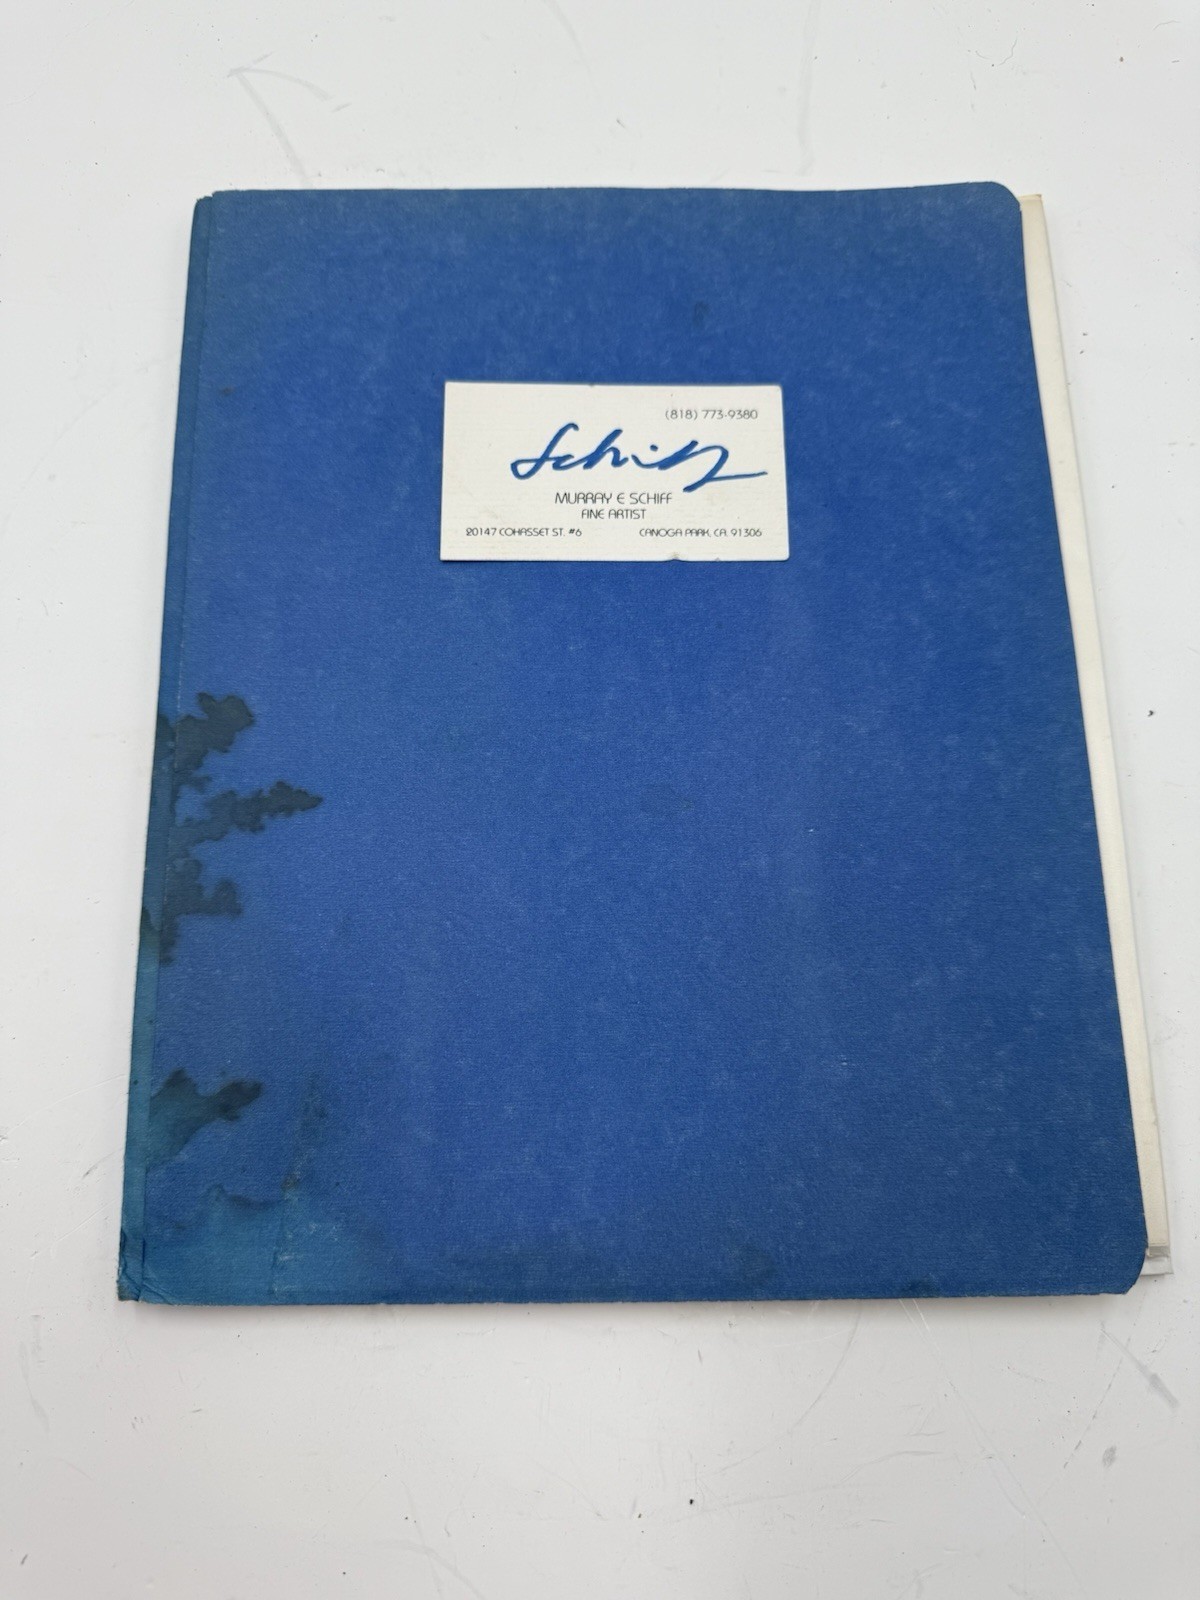 (818) 773-9380
Schiff
MURRAY E SCHIFF
FINE ARTIST
20147 COHASSET ST. #6 CANOGA PARK, CA. 91306